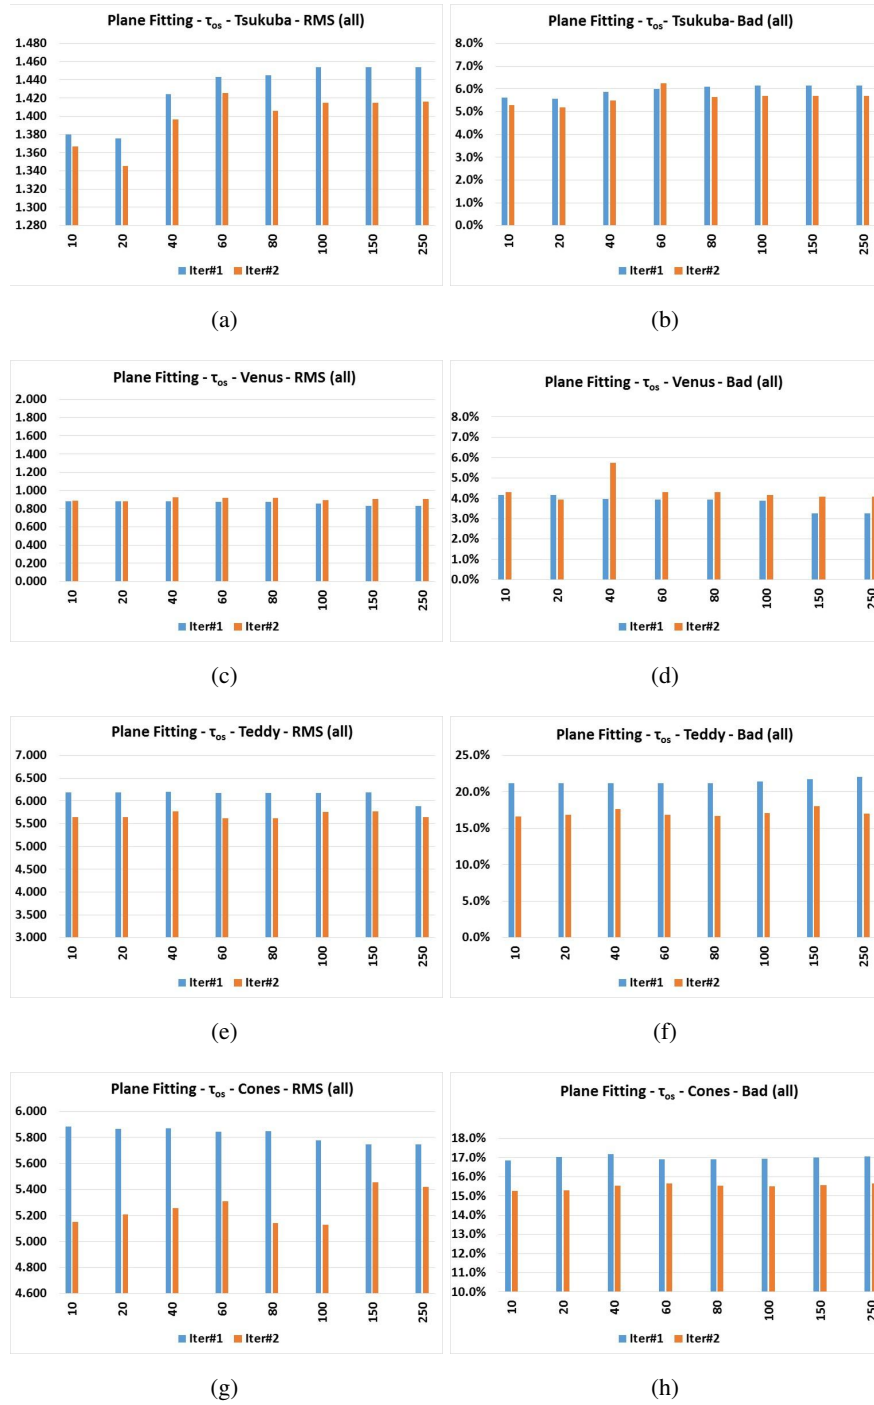 Plane Fitting - τos - Tsukuba - RMS (all)
1.480
1.460
1.440
1.420
1.400
1.380
1.360
1.340
1.320
1.300
1.280
10 20 40 60 80 100 150 250
Iter#1 Iter#2
(a)
Plane Fitting - τos- Tsukuba- Bad (all)
8.0%
7.0%
6.0%
5.0%
4.0%
3.0%
2.0%
1.0%
0.0%
10 20 40 60 80 100 150 250
Iter#1 Iter#2
(b)
Plane Fitting - τos - Venus - RMS (all)
2.000
1.800
1.600
1.400
1.200
1.000
0.800
0.600
0.400
0.200
0.000
10 20 40 60 80 100 150 250
Iter#1 Iter#2
(c)
Plane Fitting - τos - Venus - Bad (all)
8.0%
7.0%
6.0%
5.0%
4.0%
3.0%
2.0%
1.0%
0.0%
10 20 40 60 80 100 150 250
Iter#1 Iter#2
(d)
Plane Fitting - τos - Teddy - RMS (all)
7.000
6.500
6.000
5.500
5.000
4.500
4.000
3.500
3.000
10 20 40 60 80 100 150 250
Iter#1 Iter#2
(e)
Plane Fitting - τos - Teddy - Bad (all)
25.0%
20.0%
15.0%
10.0%
5.0%
0.0%
10 20 40 60 80 100 150 250
Iter#1 Iter#2
(f)
Plane Fitting - τos - Cones - RMS (all)
6.000
5.800
5.600
5.400
5.200
5.000
4.800
4.600
10 20 40 60 80 100 150 250
Iter#1 Iter#2
(g)
Plane Fitting - τos - Cones - Bad (all)
18.0%
17.0%
16.0%
15.0%
14.0%
13.0%
12.0%
11.0%
10.0%
10 20 40 60 80 100 150 250
Iter#1 Iter#2
(h)